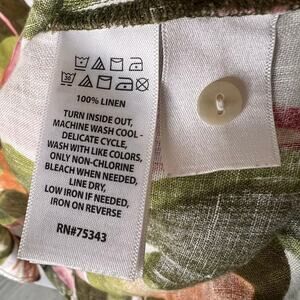 100% LINEN
TURN INSIDE OUT,
MACHINE WASH COOL -
DELICATE CYCLE,
WASH WITH LIKE COLORS,
ONLY NON-CHLORINE
BLEACH WHEN NEEDED,
LINE DRY,
LOW IRON IF NEEDED,
IRON ON REVERSE
RN#75343